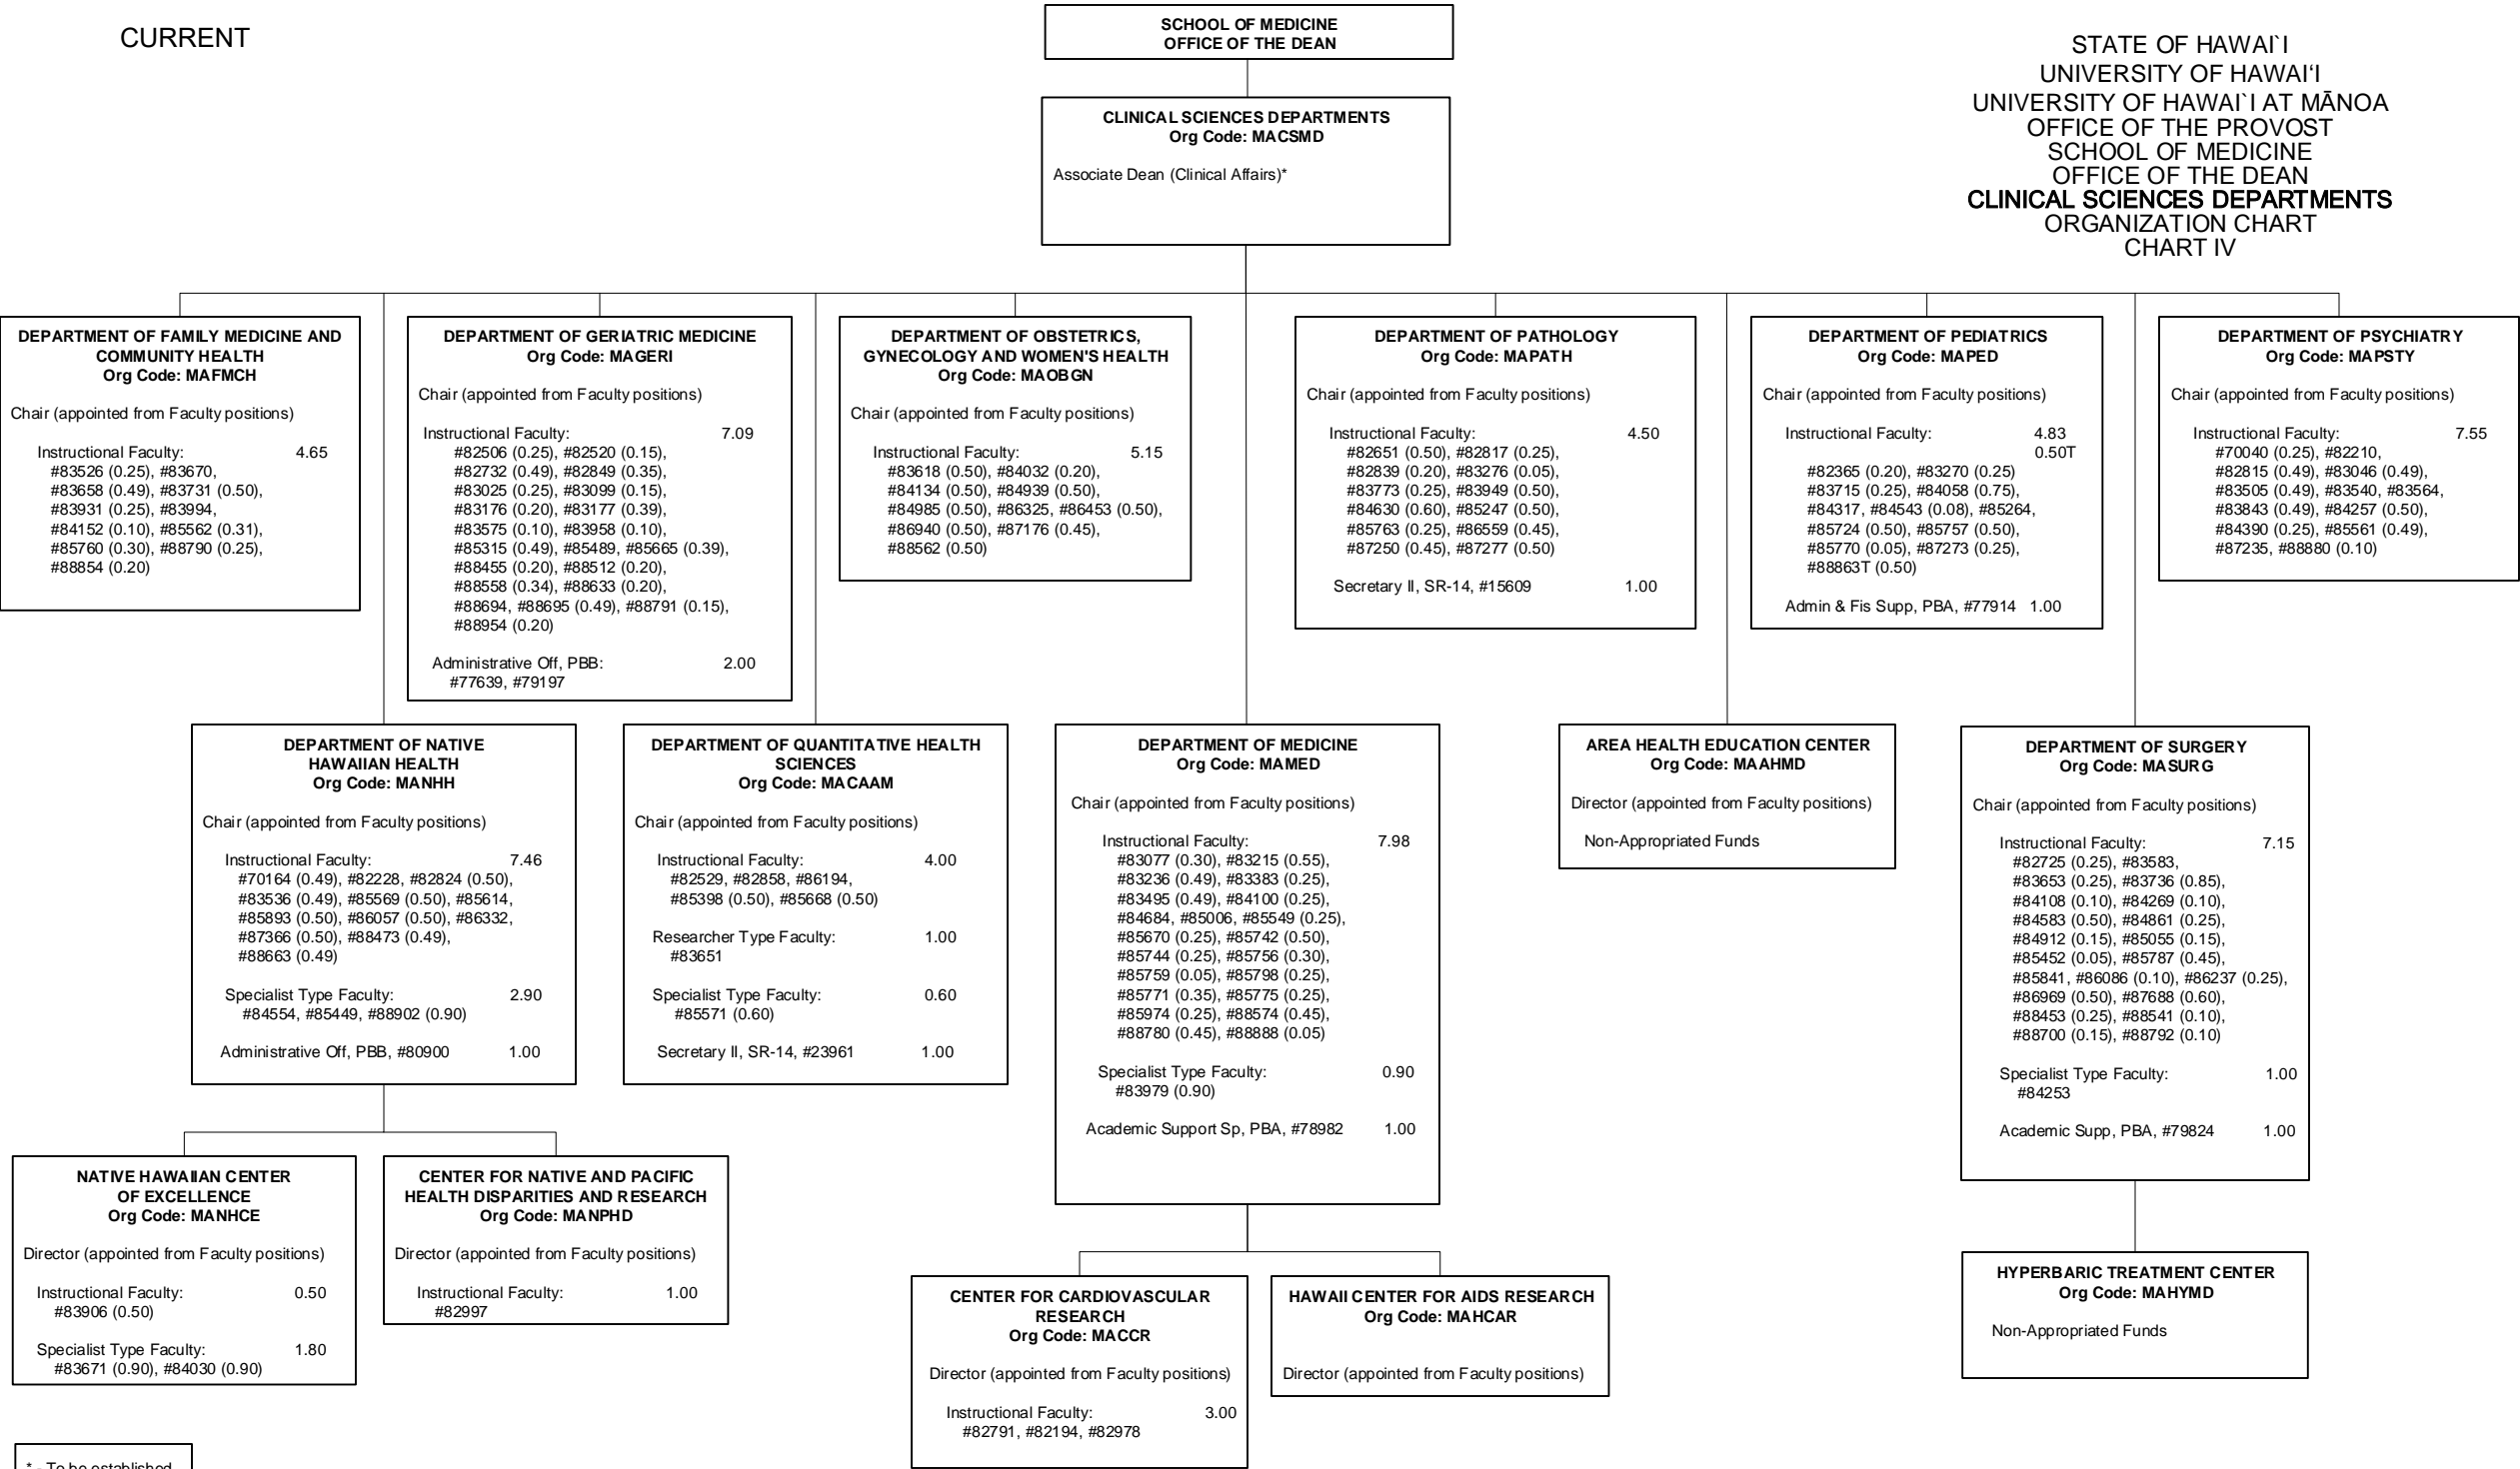 CURRENT
SCHOOL OF MEDICINE
OFFICE OF THE DEAN
STATE OF HAWAI`I
UNIVERSITY OF HAWAI‘I
UNIVERSITY OF HAWAI`I AT MĀNOA
OFFICE OF THE PROVOST
SCHOOL OF MEDICINE
OFFICE OF THE DEAN
CLINICAL SCIENCES DEPARTMENTS
ORGANIZATION CHART
CHART IV
CLINICAL SCIENCES DEPARTMENTS
Org Code: MACSMD
Associate Dean (Clinical Affairs)*
DEPARTMENT OF FAMILY MEDICINE AND
COMMUNITY HEALTH
Org Code: MAFMCH
Chair (appointed from Faculty positions)
Instructional Faculty: 4.65
#83526 (0.25), #83670,
#83658 (0.49), #83731 (0.50),
#83931 (0.25), #83994,
#84152 (0.10), #85562 (0.31),
#85760 (0.30), #88790 (0.25),
#88854 (0.20)
DEPARTMENT OF GERIATRIC MEDICINE
Org Code: MAGERI
Chair (appointed from Faculty positions)
Instructional Faculty: 7.09
#82506 (0.25), #82520 (0.15),
#82732 (0.49), #82849 (0.35),
#83025 (0.25), #83099 (0.15),
#83176 (0.20), #83177 (0.39),
#83575 (0.10), #83958 (0.10),
#85315 (0.49), #85489, #85665 (0.39),
#88455 (0.20), #88512 (0.20),
#88558 (0.34), #88633 (0.20),
#88694, #88695 (0.49), #88791 (0.15),
#88954 (0.20)
Administrative Off, PBB: 2.00
#77639, #79197
DEPARTMENT OF OBSTETRICS,
GYNECOLOGY AND WOMEN'S HEALTH
Org Code: MAOBGN
Chair (appointed from Faculty positions)
Instructional Faculty: 5.15
#83618 (0.50), #84032 (0.20),
#84134 (0.50), #84939 (0.50),
#84985 (0.50), #86325, #86453 (0.50),
#86940 (0.50), #87176 (0.45),
#88562 (0.50)
DEPARTMENT OF PATHOLOGY
Org Code: MAPATH
Chair (appointed from Faculty positions)
Instructional Faculty: 4.50
#82651 (0.50), #82817 (0.25),
#82839 (0.20), #83276 (0.05),
#83773 (0.25), #83949 (0.50),
#84630 (0.60), #85247 (0.50),
#85763 (0.25), #86559 (0.45),
#87250 (0.45), #87277 (0.50)
Secretary II, SR-14, #15609 1.00
DEPARTMENT OF PEDIATRICS
Org Code: MAPED
Chair (appointed from Faculty positions)
Instructional Faculty: 4.83
0.50T
#82365 (0.20), #83270 (0.25)
#83715 (0.25), #84058 (0.75),
#84317, #84543 (0.08), #85264,
#85724 (0.50), #85757 (0.50),
#85770 (0.05), #87273 (0.25),
#88863T (0.50)
Admin & Fis Supp, PBA, #77914 1.00
DEPARTMENT OF PSYCHIATRY
Org Code: MAPSTY
Chair (appointed from Faculty positions)
Instructional Faculty: 7.55
#70040 (0.25), #82210,
#82815 (0.49), #83046 (0.49),
#83505 (0.49), #83540, #83564,
#83843 (0.49), #84257 (0.50),
#84390 (0.25), #85561 (0.49),
#87235, #88880 (0.10)
DEPARTMENT OF NATIVE
HAWAIIAN HEALTH
Org Code: MANHH
Chair (appointed from Faculty positions)
Instructional Faculty: 7.46
#70164 (0.49), #82228, #82824 (0.50),
#83536 (0.49), #85569 (0.50), #85614,
#85893 (0.50), #86057 (0.50), #86332,
#87366 (0.50), #88473 (0.49),
#88663 (0.49)
Specialist Type Faculty: 2.90
#84554, #85449, #88902 (0.90)
Administrative Off, PBB, #80900 1.00
DEPARTMENT OF QUANTITATIVE HEALTH
SCIENCES
Org Code: MACAAM
Chair (appointed from Faculty positions)
Instructional Faculty: 4.00
#82529, #82858, #86194,
#85398 (0.50), #85668 (0.50)
Researcher Type Faculty: 1.00
#83651
Specialist Type Faculty: 0.60
#85571 (0.60)
Secretary II, SR-14, #23961 1.00
DEPARTMENT OF MEDICINE
Org Code: MAMED
Chair (appointed from Faculty positions)
Instructional Faculty: 7.98
#83077 (0.30), #83215 (0.55),
#83236 (0.49), #83383 (0.25),
#83495 (0.49), #84100 (0.25),
#84684, #85006, #85549 (0.25),
#85670 (0.25), #85742 (0.50),
#85744 (0.25), #85756 (0.30),
#85759 (0.05), #85798 (0.25),
#85771 (0.35), #85775 (0.25),
#85974 (0.25), #88574 (0.45),
#88780 (0.45), #88888 (0.05)
Specialist Type Faculty: 0.90
#83979 (0.90)
Academic Support Sp, PBA, #78982 1.00
AREA HEALTH EDUCATION CENTER
Org Code: MAAHMD
Director (appointed from Faculty positions)
Non-Appropriated Funds
DEPARTMENT OF SURGERY
Org Code: MASURG
Chair (appointed from Faculty positions)
Instructional Faculty: 7.15
#82725 (0.25), #83583,
#83653 (0.25), #83736 (0.85),
#84108 (0.10), #84269 (0.10),
#84583 (0.50), #84861 (0.25),
#84912 (0.15), #85055 (0.15),
#85452 (0.05), #85787 (0.45),
#85841, #86086 (0.10), #86237 (0.25),
#86969 (0.50), #87688 (0.60),
#88453 (0.25), #88541 (0.10),
#88700 (0.15), #88792 (0.10)
Specialist Type Faculty: 1.00
#84253
Academic Supp, PBA, #79824 1.00
NATIVE HAWAIIAN CENTER
OF EXCELLENCE
Org Code: MANHCE
Director (appointed from Faculty positions)
Instructional Faculty: 0.50
#83906 (0.50)
Specialist Type Faculty: 1.80
#83671 (0.90), #84030 (0.90)
CENTER FOR NATIVE AND PACIFIC
HEALTH DISPARITIES AND RESEARCH
Org Code: MANPHD
Director (appointed from Faculty positions)
Instructional Faculty: 1.00
#82997
CENTER FOR CARDIOVASCULAR
RESEARCH
Org Code: MACCR
Director (appointed from Faculty positions)
Instructional Faculty: 3.00
#82791, #82194, #82978
HAWAII CENTER FOR AIDS RESEARCH
Org Code: MAHCAR
Director (appointed from Faculty positions)
HYPERBARIC TREATMENT CENTER
Org Code: MAHYMD
Non-Appropriated Funds
* - To be established